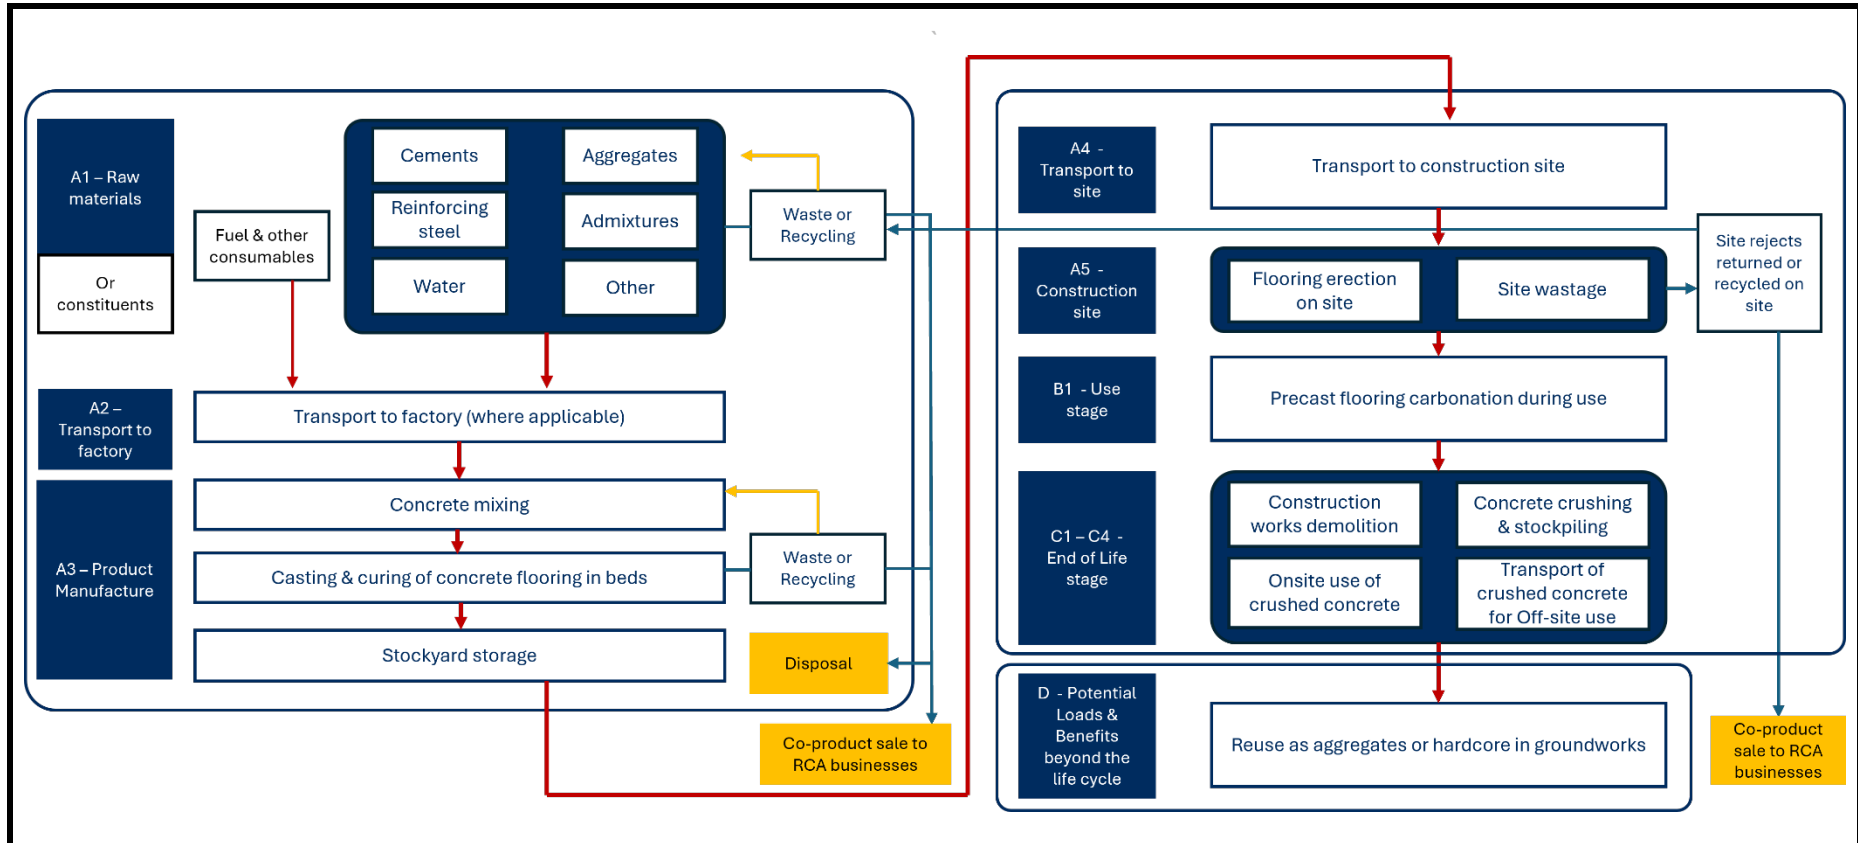 A1 – Raw
materials
Or
constituents
Fuel & other
consumables
Cements
Aggregates
Reinforcing
steel
Admixtures
Water
Other
Waste or
Recycling
A2 –
Transport to
factory
Transport to factory (where applicable)
A3 – Product
Manufacture
Concrete mixing
Casting & curing of concrete flooring in beds
Waste or
Recycling
Stockyard storage
Disposal
Co-product sale to
RCA businesses
A4 -
Transport to
site
Transport to construction site
A5 -
Construction
site
Flooring erection
on site
Site wastage
Site rejects
returned or
recycled on
site
B1 - Use
stage
Precast flooring carbonation during use
C1 – C4 -
End of Life
stage
Construction
works demolition
Concrete crushing
& stockpiling
Onsite use of
crushed concrete
Transport of
crushed concrete
for Off-site use
D - Potential
Loads &
Benefits
beyond the
life cycle
Reuse as aggregates or hardcore in groundworks
Co-product
sale to RCA
businesses